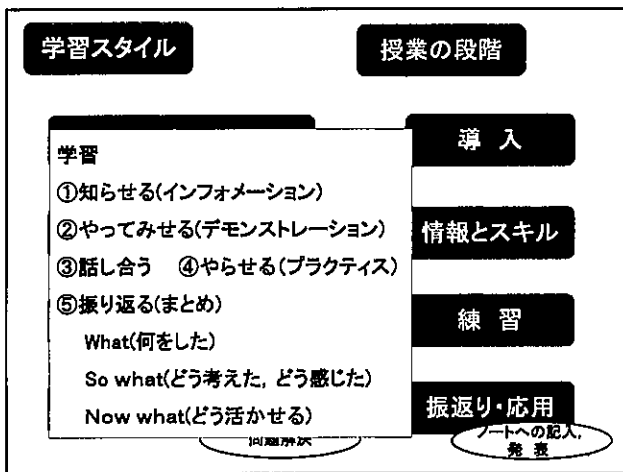 学習スタイル
授業の段階
学習
①知らせる(インフォメーション)
②やってみせる(デモンストレーション)
③話し合う ④やらせる(プラクティス)
⑤振り返る(まとめ)
What(何をした)
So what(どう考えた, どう感じた)
Now what(どう活かせる)
導 入
情報とスキル
練 習
振返り・応用
問題解決
ノートへの記入,
発 表